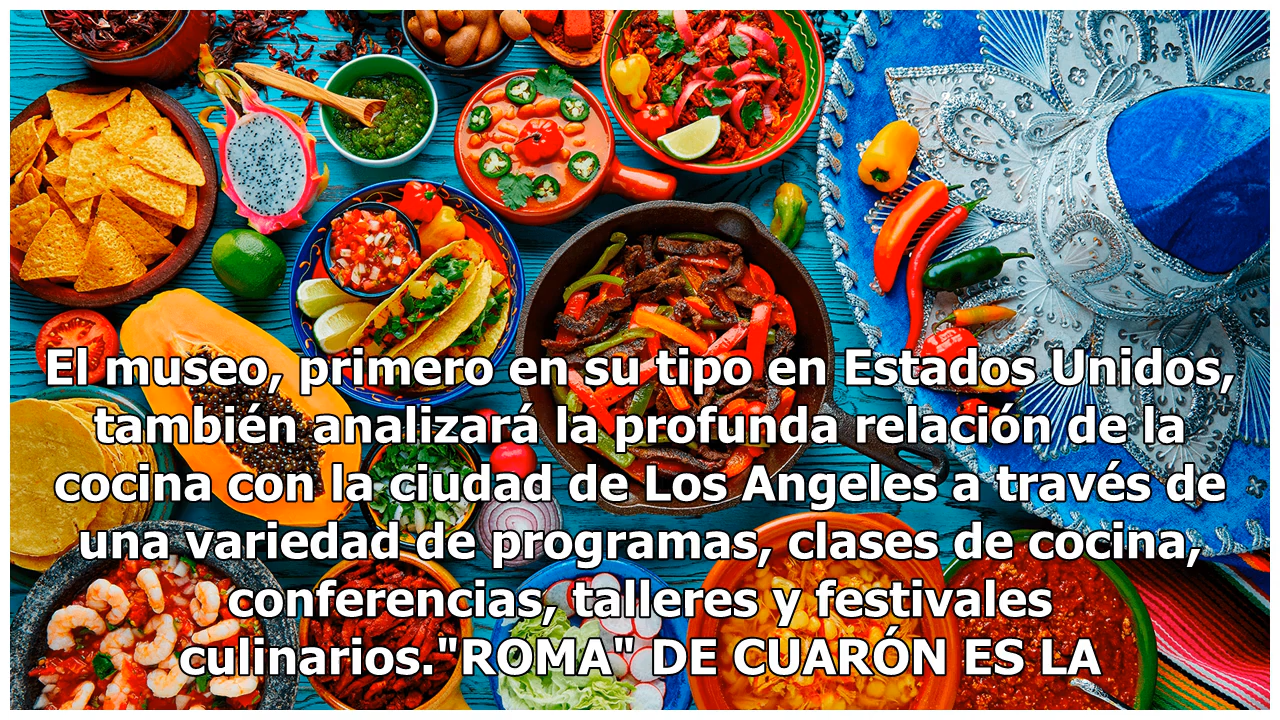 El museo, primero en su tipo en Estados Unidos,
también analizará la profunda relación de la
cocina con la ciudad de Los Angeles a través de
una variedad de programas, clases de cocina,
conferencias, talleres y festivales
culinarios."ROMA" DE CUARÓN ES LA